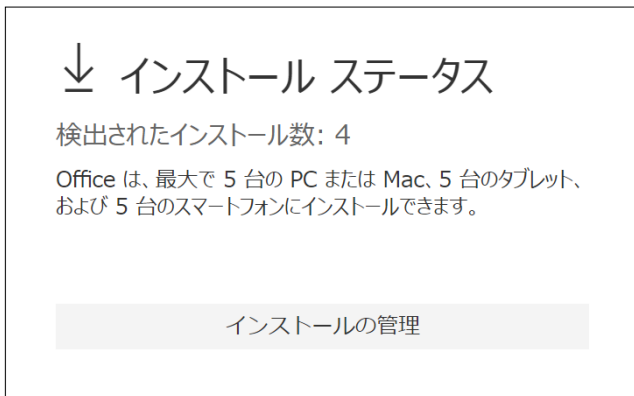 インストール ステータス
検出されたインストール数: 4
Office は、最大で 5 台の PC または Mac、5 台のタブレット、
および 5 台のスマートフォンにインストールできます。
インストールの管理